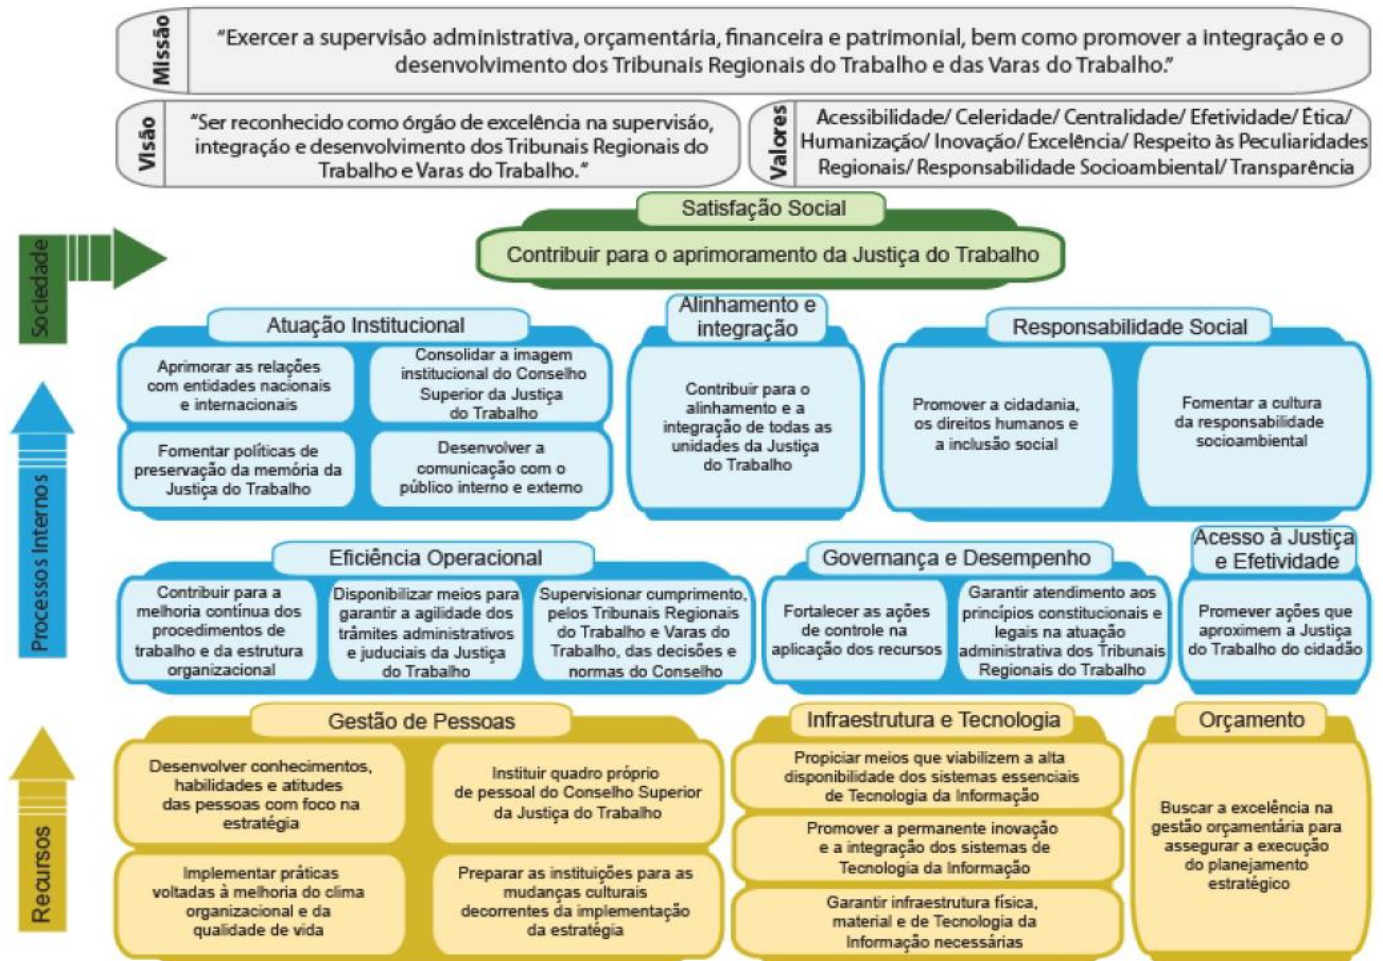 Missão
“Exercer a supervisão administrativa, orçamentária, financeira e patrimonial, bem como promover a integração e o
desenvolvimento dos Tribunais Regionais do Trabalho e das Varas do Trabalho.”
Visão
“Ser reconhecido como órgão de excelência na supervisão,
integração e desenvolvimento dos Tribunais Regionais do
Trabalho e Varas do Trabalho.“
Valores
Acessibilidade/ Celeridade/ Centralidade/ Efetividade/ Ética/
Humanização/ Inovação/ Excelência/ Respeito às Peculiaridades
Regionais/ Responsabilidade Socioambiental/ Transparência
Sociedade
Satisfação Social
Contribuir para o aprimoramento da Justiça do Trabalho
Processos Internos
Atuação Institucional
Aprimorar as relações
com entidades nacionais
e internacionais
Consolidar a imagem
institucional do Conselho
Superior da Justiça
do Trabalho
Fomentar políticas de
preservação da memória da
Justiça do Trabalho
Desenvolver a
comunicação com o
público interno e externo
Alinhamento e
integração
Contribuir para o
alinhamento e a
integração de todas as
unidades da Justiça
do Trabalho
Responsabilidade Social
Promover a cidadania,
os direitos humanos e
a inclusão social
Fomentar a cultura
da responsabilidade
socioambiental
Eficiência Operacional
Contribuir para a
melhoria contínua dos
procedimentos de
trabalho e da estrutura
organizacional
Disponibilizar meios para
garantir a agilidade dos
trâmites administrativos
e juduciais da Justiça
do Trabalho
Supervisionar cumprimento,
pelos Tribunais Regionais
do Trabalho e Varas do
Trabalho, das decisões e
normas do Conselho
Governança e Desempenho
Fortalecer as ações
de controle na
aplicação dos recursos
Garantir atendimento aos
princípios constitucionais e
legais na atuação
administrativa dos Tribunais
Regionais do Trabalho
Acesso à Justiça
e Efetividade
Promever ações que
aproximem a Justiça
do Trabalho do cidadão
Recursos
Gestão de Pessoas
Desenvolver conhecimentos,
habilidades e atitudes
das pessoas com foco na
estratégia
Instituir quadro próprio
de pessoal do Conselho Superior
da Justiça do Trabalho
Implementar práticas
voltadas à melhoria do clima
organizacional e da
qualidade de vida
Preparar as instituições para as
mudanças culturais
decorrentes da implementação
da estratégia
Infraestrutura e Tecnologia
Propiciar meios que viabilizem a alta
disponibilidade dos sistemas essenciais
de Tecnologia da Informação
Promover a permanente inovação
e a integração dos sistemas de
Tecnologia da Informação
Garantir infraestrutura física,
material e de Tecnologia da
Informação necessárias
Orçamento
Buscar a excelência na
gestão orçamentária para
assegurar a execução
do planejamento
estratégico